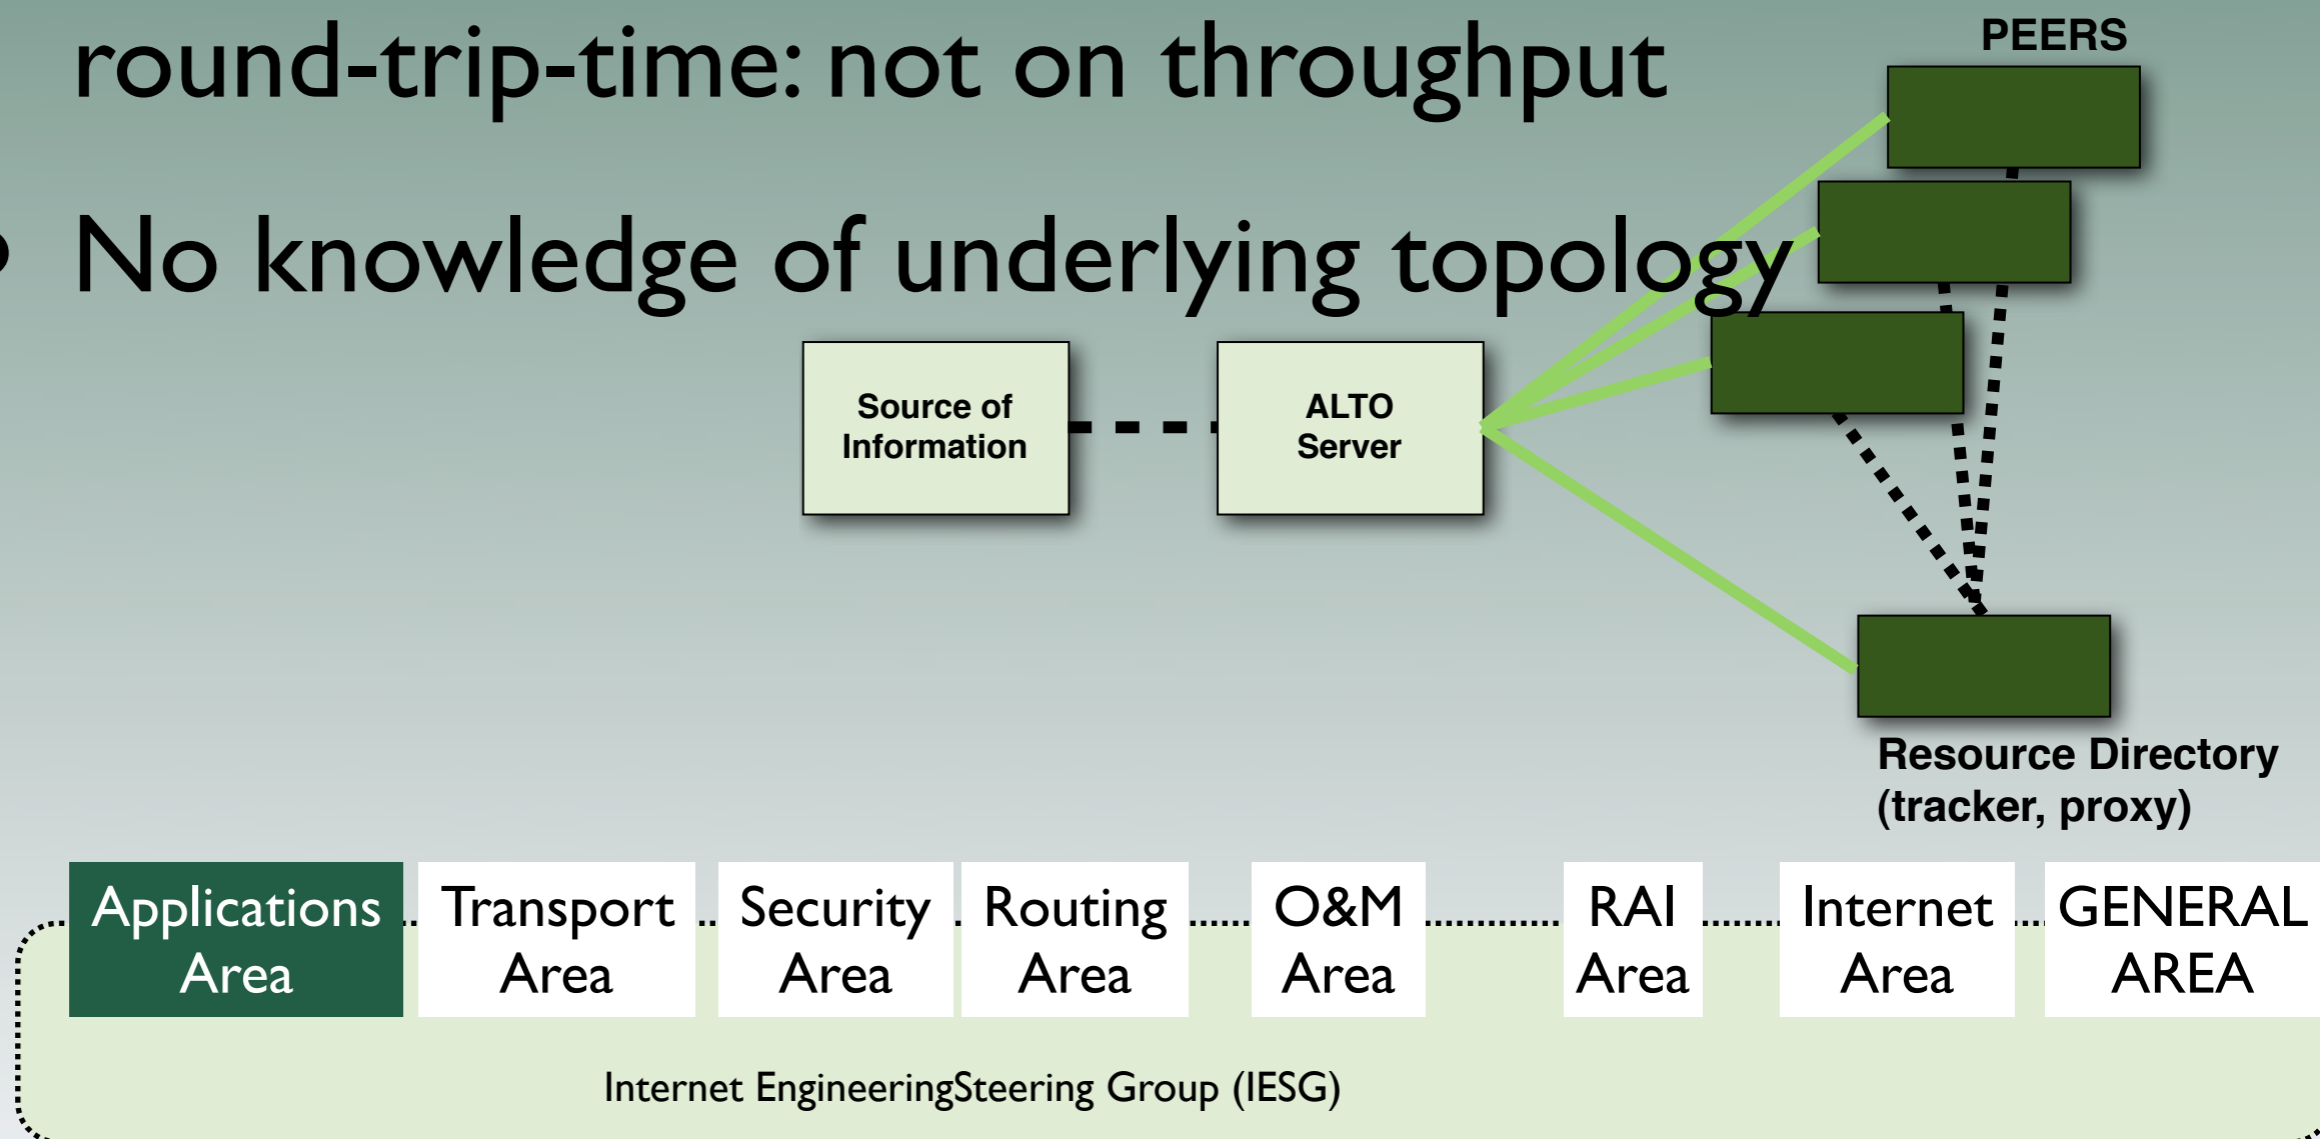 round-trip-time: not on throughput
PEERS
• No knowledge of underlying topology
Source of
Information
ALTO
Server
Resource Directory
(tracker, proxy)
Applications
Area
Transport
Area
Security
Area
Routing
Area
O&M
Area
RAI
Area
Internet
Area
GENERAL
AREA
Internet EngineeringSteering Group (IESG)